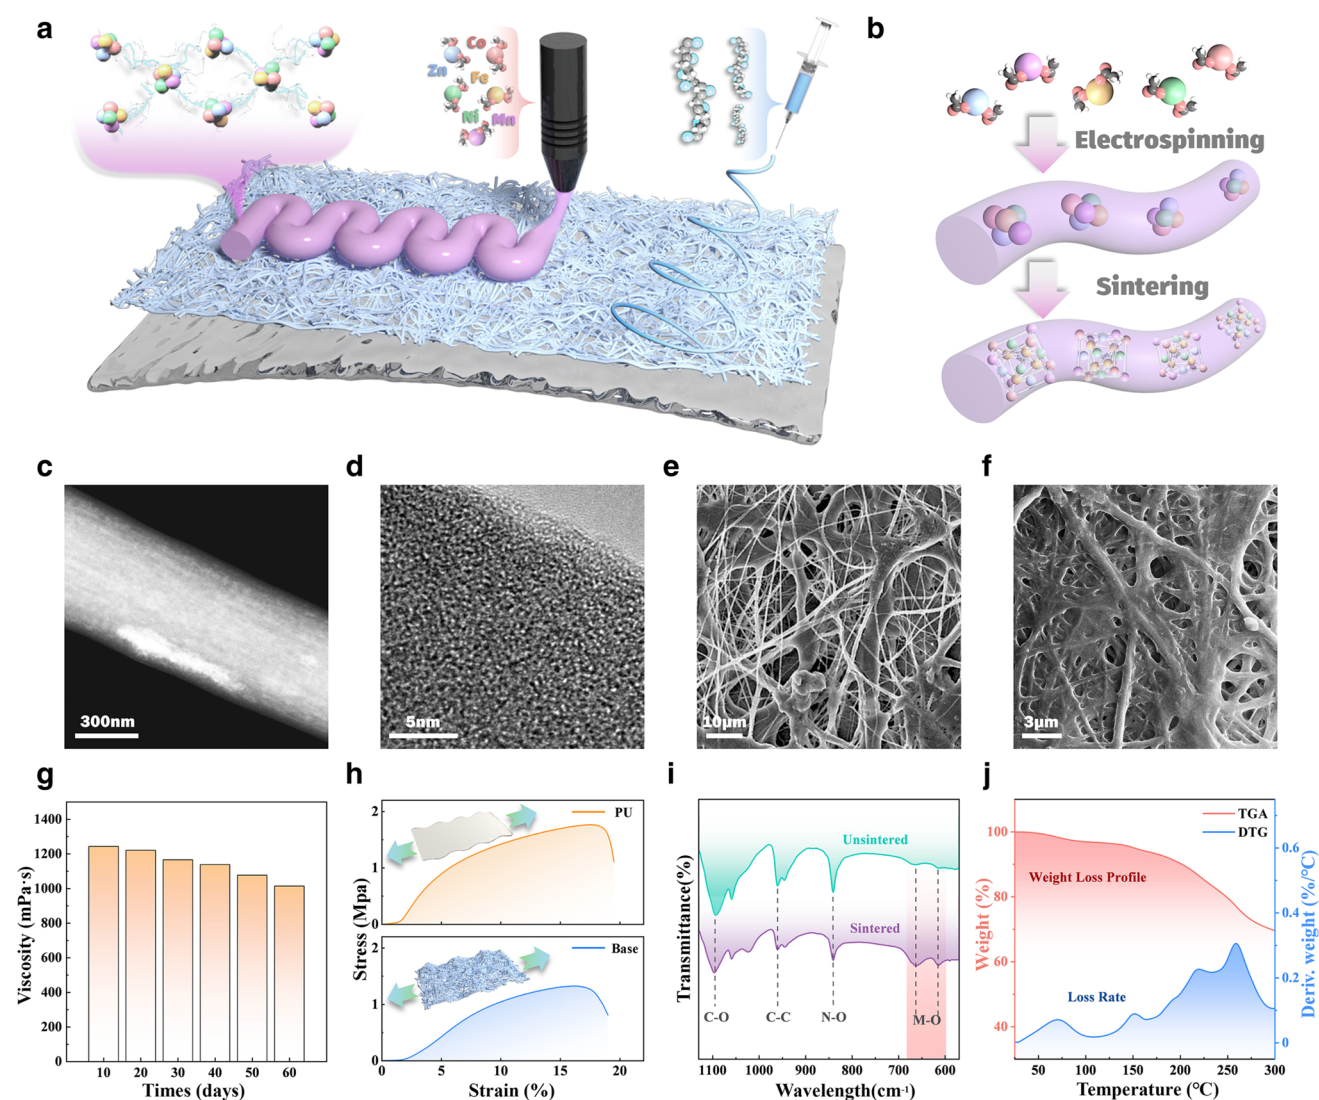 a
b
Co
Zn
Fe
Ni
Mn
Electrospinning
Sintering
c
d
e
f
300nm
5nm
10μm
3μm
g
h
i
j
1400
1200
1000
800
600
400
200
0
Viscosity (mPa·s)
10 20 30 40 50 60
Times (days)
2
1
0
PU
2
1
0
Base
Stress (Mpa)
0 5 10 15 20
Strain (%)
Unsintered
Sintered
C-O C-C N-O M-O
Transmittance(%)
1100 1000 900 800 700 600
Wavelength(cm-1)
TGA
DTG
Weight Loss Profile
Loss Rate
100
80
60
40
Weight (%)
0.6
0.4
0.2
0
Deriv. weight (%/°C)
50 100 150 200 250 300
Temperature (°C)